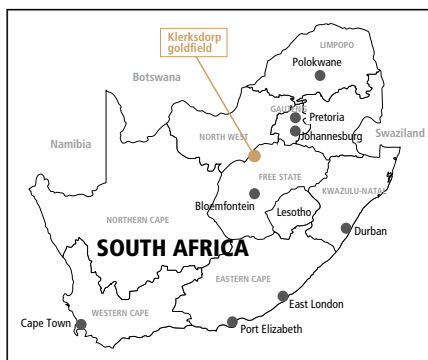 Klerksdorp
goldfield
LIMPOPO
Polokwane
Botswana
GAUTENG
Pretoria
Johannesburg
NORTH WEST
Swaziland
Namibia
FREE STATE
KWAZULU-NATAL
Bloemfontein
Lesotho
NORTHERN CAPE
Durban
SOUTH AFRICA
EASTERN CAPE
East London
WESTERN CAPE
Cape Town
Port Elizabeth